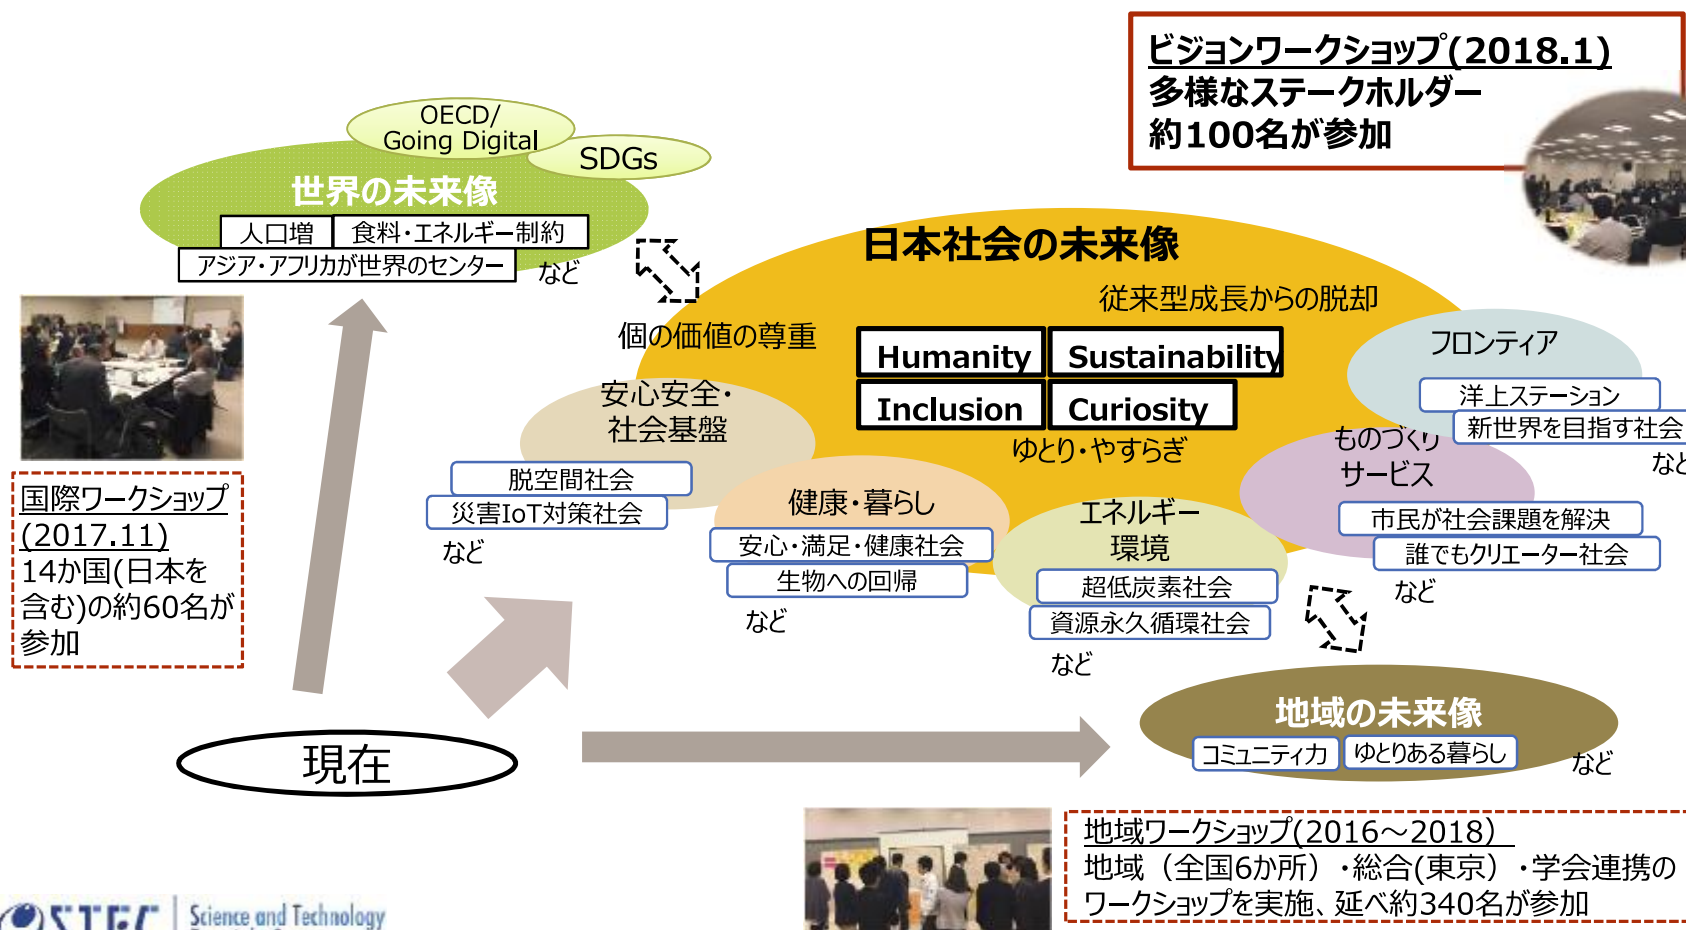 ビジョンワークショップ(2018.1)
多様なステークホルダー
約100名が参加
OECD/
Going Digital
SDGs
世界の未来像
人口増
食料・エネルギー制約
アジア・アフリカが世界のセンター
など
日本社会の未来像
従来型成長からの脱却
個の価値の尊重
Humanity
Sustainability
Inclusion
Curiosity
ゆとり・やすらぎ
フロンティア
洋上ステーション
新世界を目指す社会
など
安心安全・
社会基盤
脱空間社会
災害IoT対策社会
など
健康・暮らし
安心・満足・健康社会
生物への回帰
など
エネルギー
環境
超低炭素社会
資源永久循環社会
など
ものづくり
サービス
市民が社会課題を解決
誰でもクリエーター社会
など
国際ワークショップ
(2017.11)
14か国(日本を
含む)の約60名が
参加
現在
地域の未来像
コミュニティ力
ゆとりある暮らし
など
地域ワークショップ(2016～2018）
地域（全国6か所）・総合(東京）・学会連携の
ワークショップを実施、延べ約340名が参加
Science and Technology